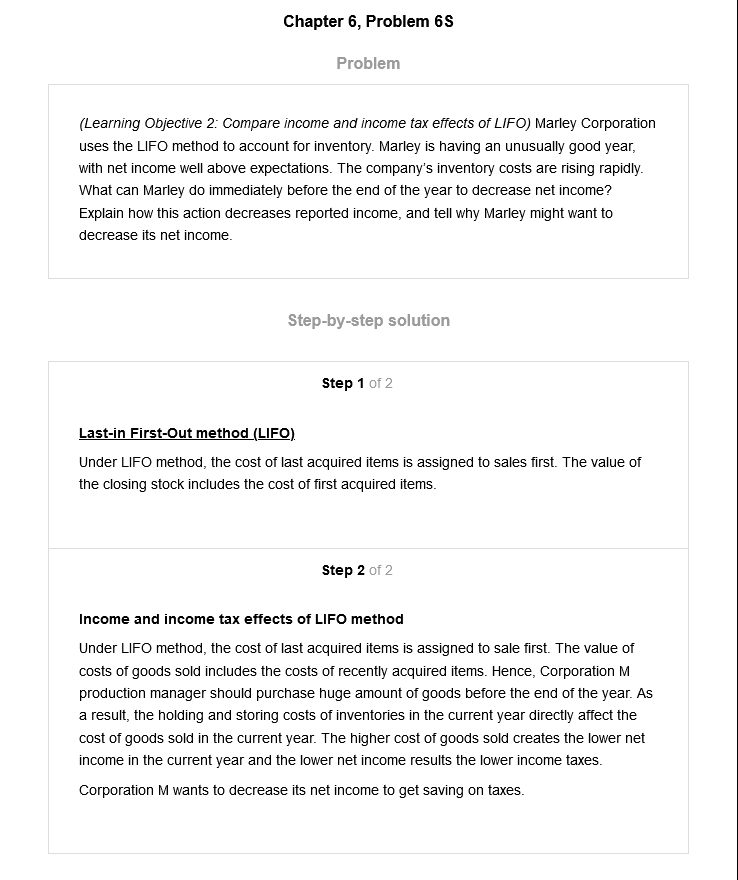 Chapter 6, Problem 6S
Problem
(Learning Objective 2: Compare income and income tax effects of LIFO) Marley Corporation
uses the LIFO method to account for inventory. Marley is having an unusually good year,
with net income well above expectations. The company's inventory costs are rising rapidly.
What can Marley do immediately before the end of the year to decrease net income?
Explain how this action decreases reported income, and tell why Marley might want to
decrease its net income.
Step-by-step solution
Step 1 of 2
Last-in First-Out method (LIFO)
Under LIFO method, the cost of last acquired items is assigned to sales first. The value of
the closing stock includes the cost of first acquired items.
Step 2 of 2
Income and income tax effects of LIFO method
Under LIFO method, the cost of last acquired items is assigned to sale first. The value of
costs of goods sold includes the costs of recently acquired items. Hence, Corporation M
production manager should purchase huge amount of goods before the end of the year. As
a result, the holding and storing costs of inventories in the current year directly affect the
cost of goods sold in the current year. The higher cost of goods sold creates the lower net
income in the current year and the lower net income results the lower income taxes.
Corporation M wants to decrease its net income to get saving on taxes.